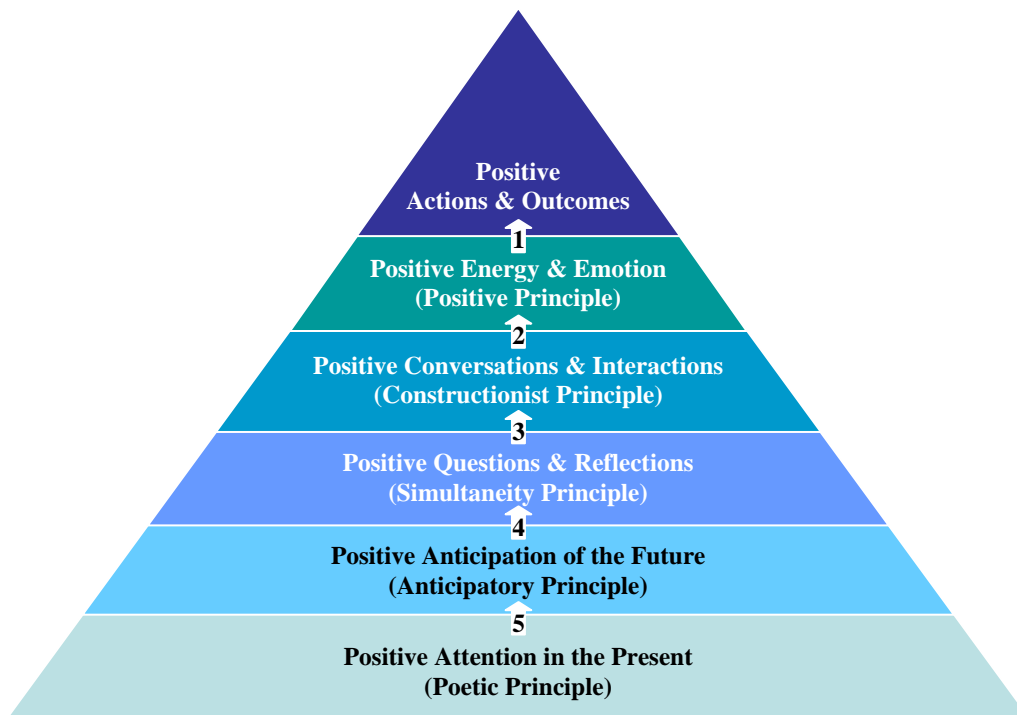 Positive
Actions & Outcomes
1
Positive Energy & Emotion
(Positive Principle)
2
Positive Conversations & Interactions
(Constructionist Principle)
3
Positive Questions & Reflections
(Simultaneity Principle)
4
Positive Anticipation of the Future
(Anticipatory Principle)
5
Positive Attention in the Present
(Poetic Principle)